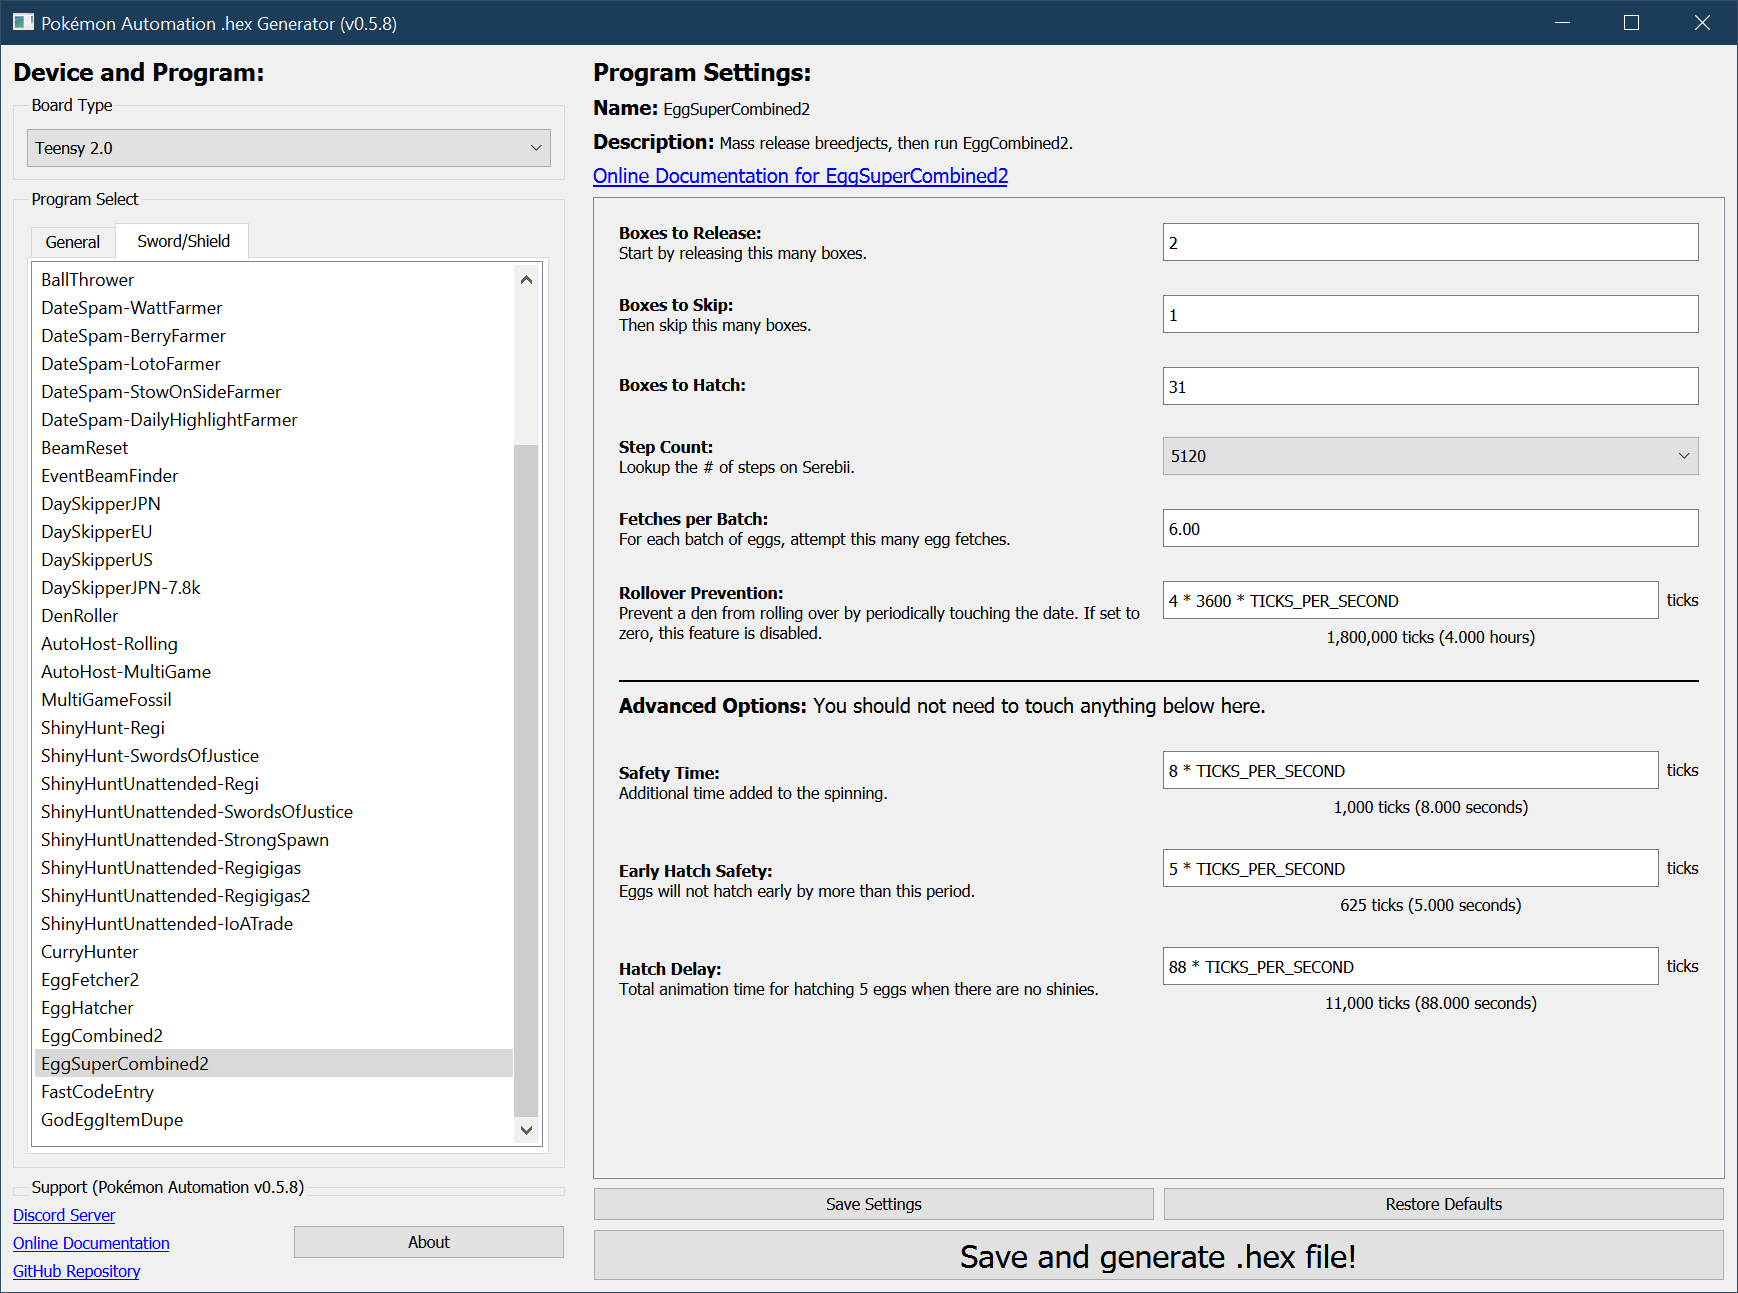 Pokémon Automation .hex Generator (v0.5.8)
Device and Program:
Board Type
Teensy 2.0
Program Select
General
Sword/Shield
BallThrower
DateSpam-WattFarmer
DateSpam-BerryFarmer
DateSpam-LotoFarmer
DateSpam-StowOnSideFarmer
DateSpam-DailyHighlightFarmer
BeamReset
EventBeamFinder
DaySkipperJPN
DaySkipperEU
DaySkipperUS
DaySkipperJPN-7.8k
DenRoller
AutoHost-Rolling
AutoHost-MultiGame
MultiGameFossil
ShinyHunt-Regi
ShinyHunt-SwordsOfJustice
ShinyHuntUnattended-Regi
ShinyHuntUnattended-SwordsOfJustice
ShinyHuntUnattended-StrongSpawn
ShinyHuntUnattended-Regigigas
ShinyHuntUnattended-Regigigas2
ShinyHuntUnattended-IoATrade
CurryHunter
EggFetcher2
EggHatcher
EggCombined2
EggSuperCombined2
FastCodeEntry
GodEggItemDupe
Support (Pokémon Automation v0.5.8)
Discord Server
Online Documentation
GitHub Repository
About
Program Settings:
Name: EggSuperCombined2
Description: Mass release breedjects, then run EggCombined2.
Online Documentation for EggSuperCombined2
Boxes to Release:
Start by releasing this many boxes.
2
Boxes to Skip:
Then skip this many boxes.
1
Boxes to Hatch:
31
Step Count:
Lookup the # of steps on Serebii.
5120
Fetches per Batch:
For each batch of eggs, attempt this many egg fetches.
6.00
Rollover Prevention:
Prevent a den from rolling over by periodically touching the date. If set to
zero, this feature is disabled.
4 * 3600 * TICKS_PER_SECOND ticks
1,800,000 ticks (4.000 hours)
Advanced Options: You should not need to touch anything below here.
Safety Time:
Additional time added to the spinning.
8 * TICKS_PER_SECOND ticks
1,000 ticks (8.000 seconds)
Early Hatch Safety:
Eggs will not hatch early by more than this period.
5 * TICKS_PER_SECOND ticks
625 ticks (5.000 seconds)
Hatch Delay:
Total animation time for hatching 5 eggs when there are no shinies.
88 * TICKS_PER_SECOND ticks
11,000 ticks (88.000 seconds)
Save Settings
Restore Defaults
Save and generate .hex file!